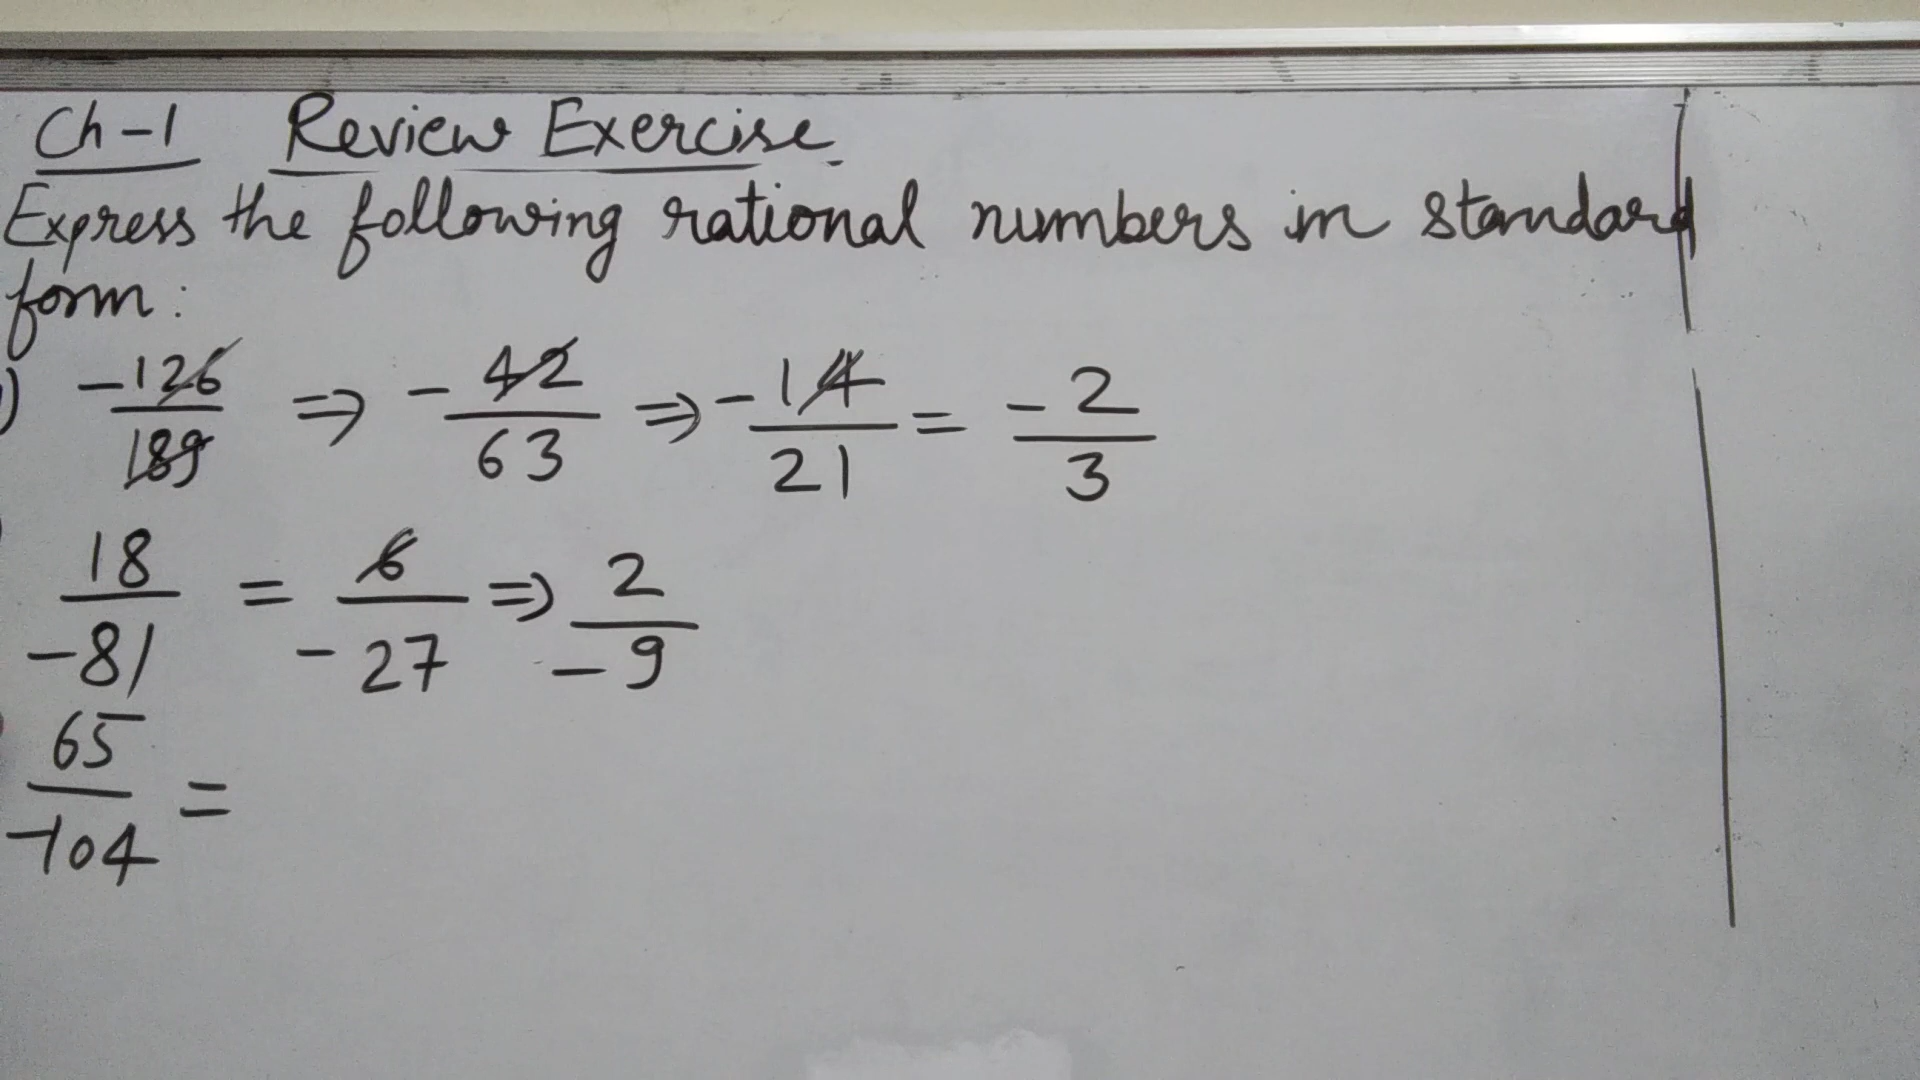 Ch-1 Review Exercise.
Express the following rational numbers in standard
form:
) -126/189 ⇒ -42/63 ⇒ -14/21 = -2/3
18/-81 = 6/-27 ⇒ 2/-9
65/-104 =